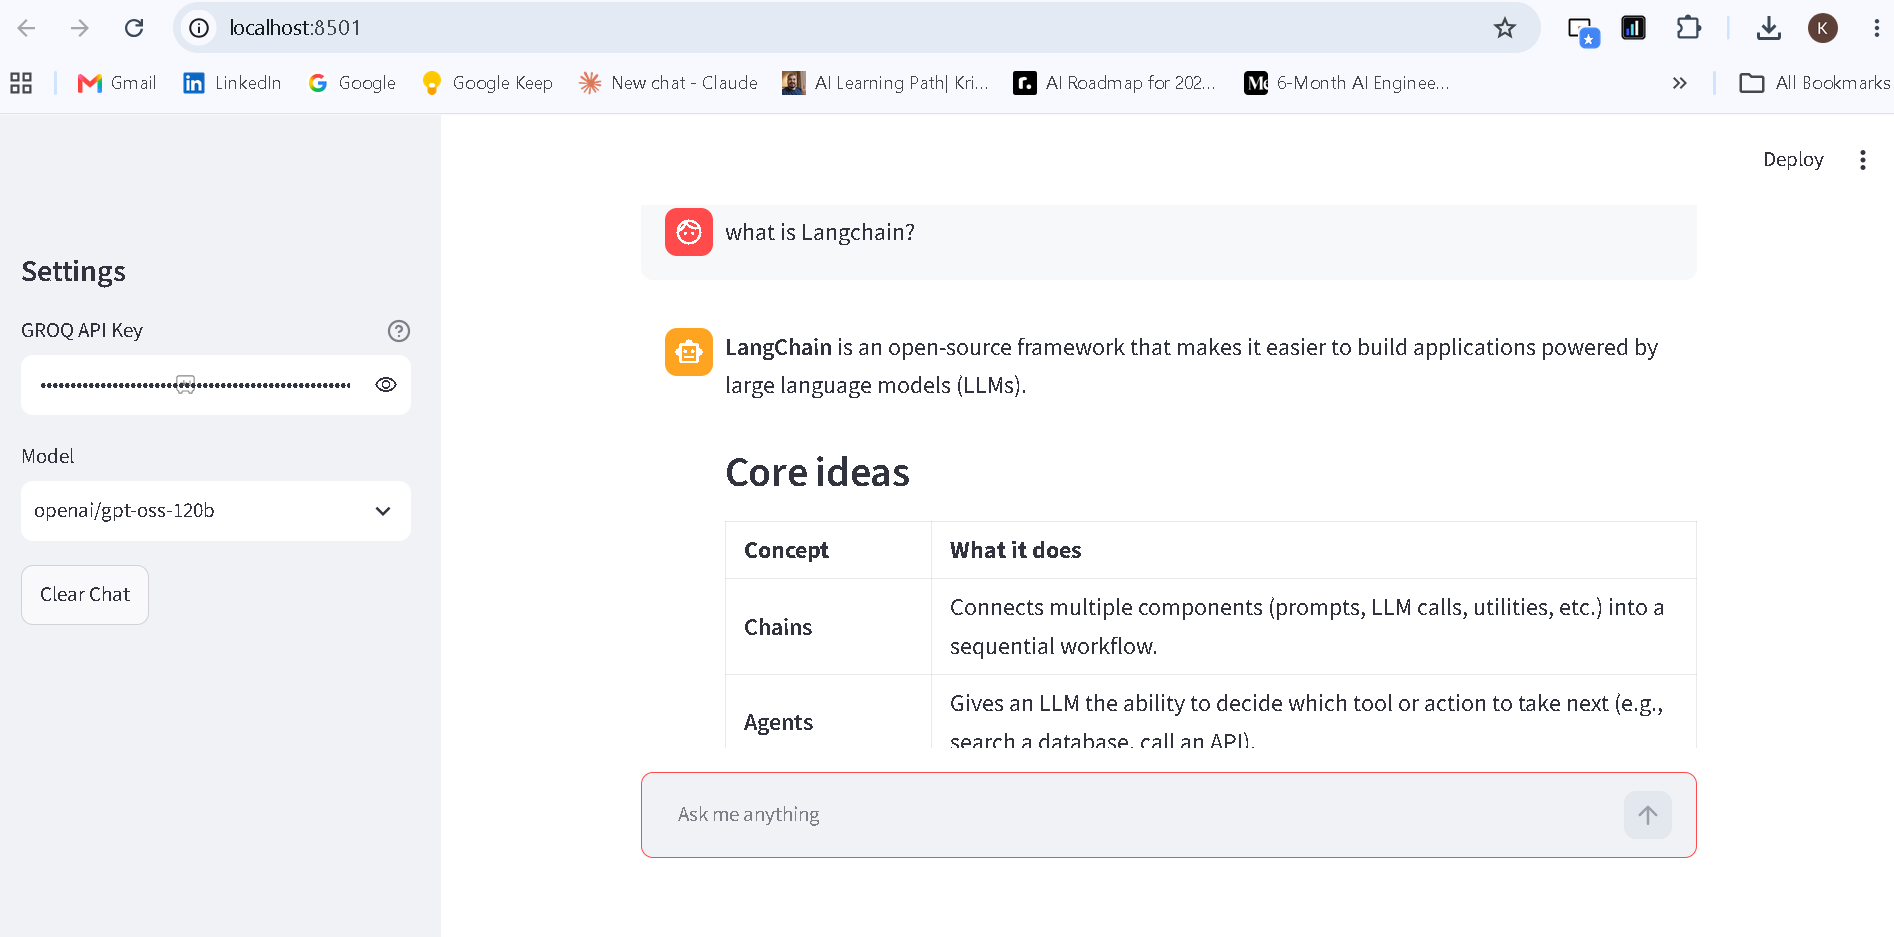 localhost:8501
K
Gmail
LinkedIn
Google
Google Keep
New chat - Claude
AI Learning Path| Kri...
r.
AI Roadmap for 202...
6-Month AI Enginee...
All Bookmarks
Deploy
Settings
GROQ API Key
Model
openai/gpt-oss-120b
Clear Chat
what is Langchain?
LangChain is an open-source framework that makes it easier to build applications powered by
large language models (LLMs).
Core ideas
Concept What it does
Chains
Connects multiple components (prompts, LLM calls, utilities, etc.) into a
sequential workflow.
Agents
Gives an LLM the ability to decide which tool or action to take next (e.g.,
search a database, call an API).
Ask me anything